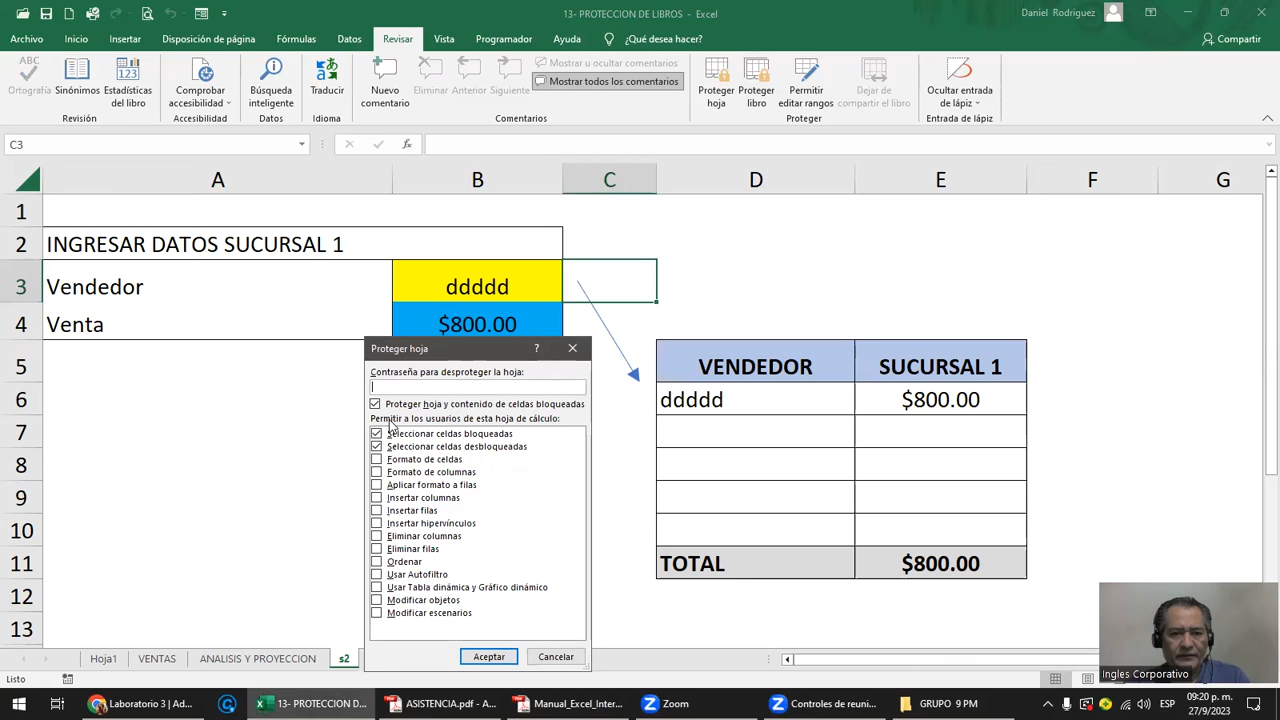 13- PROTECCION DE LIBROS - Excel
Daniel Rodriguez
Archivo
Inicio
Insertar
Disposición de página
Fórmulas
Datos
Revisar
Vista
Programador
Ayuda
¿Qué desea hacer?
Compartir
ABC
Ortografía
Sinónimos
123
Estadísticas del libro
Revisión
Comprobar accesibilidad
Accesibilidad
Búsqueda inteligente
Datos
Traducir
Idioma
Nuevo comentario
Eliminar
Anterior
Siguiente
Mostrar u ocultar comentarios
Mostrar todos los comentarios
Comentarios
Proteger hoja
Proteger libro
Permitir editar rangos
Dejar de compartir el libro
Proteger
Ocultar entrada de lápiz
Entrada de lápiz
C3
fx
A B C D E F G
1
2 INGRESAR DATOS SUCURSAL 1
3 Vendedor ddddd
4 Venta $800.00
5 VENDEDOR SUCURSAL 1
6 ddddd $800.00
7
8
9
10
11 TOTAL $800.00
12
13
Proteger hoja ?
Contraseña para desproteger la hoja:
Proteger hoja y contenido de celdas bloqueadas
Permitir a los usuarios de esta hoja de cálculo:
Seleccionar celdas bloqueadas
Seleccionar celdas desbloqueadas
Formato de celdas
Formato de columnas
Aplicar formato a filas
Insertar columnas
Insertar filas
Insertar hipervínculos
Eliminar columnas
Eliminar filas
Ordenar
Usar Autofiltro
Usar Tabla dinámica y Gráfico dinámico
Modificar objetos
Modificar escenarios
Aceptar
Cancelar
Ingles Corporativo
Hoja1
VENTAS
ANALISIS Y PROYECCION
s2
Listo
Laboratorio 3 | Ad...
13- PROTECCION D...
ASISTENCIA.pdf - A...
Manual_Excel_Inter...
Zoom
Controles de reuni...
GRUPO 9 PM
ESP
09:20 p. m.
27/9/2023